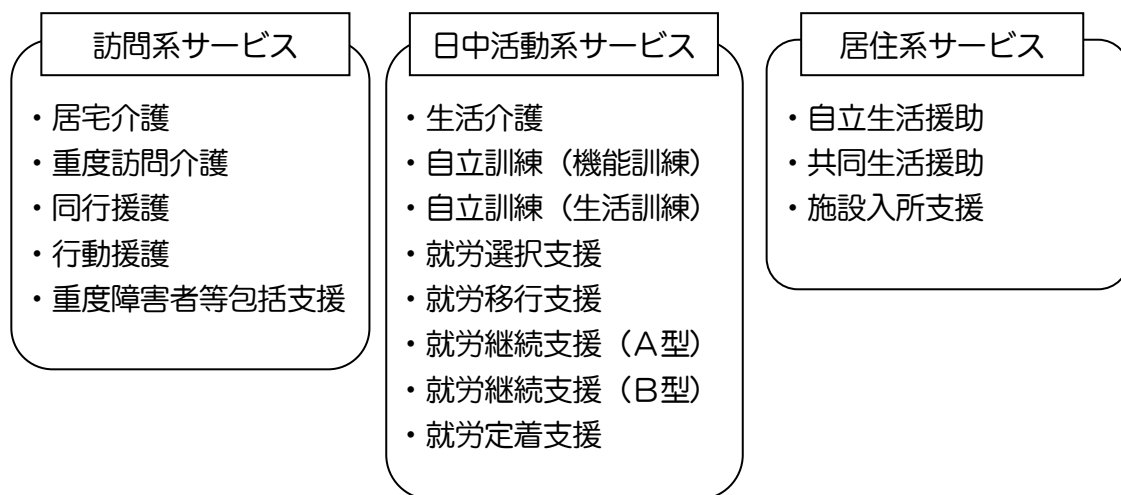 訪問系サービス
・居宅介護
・重度訪問介護
・同行援護
・行動援護
・重度障害者等包括支援
日中活動系サービス
・生活介護
・自立訓練（機能訓練）
・自立訓練（生活訓練）
・就労選択支援
・就労移行支援
・就労継続支援（Ａ型）
・就労継続支援（Ｂ型）
・就労定着支援
居住系サービス
・自立生活援助
・共同生活援助
・施設入所支援